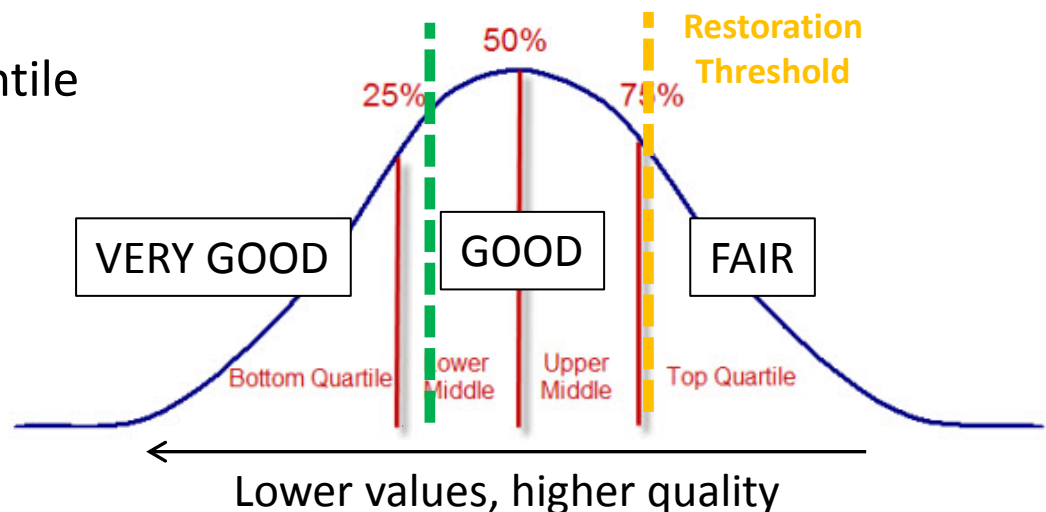 ntile
25%
50%
75%
Restoration
Threshold
VERY GOOD
GOOD
FAIR
Bottom Quartile
Lower
Middle
Upper
Middle
Top Quartile
Lower values, higher quality